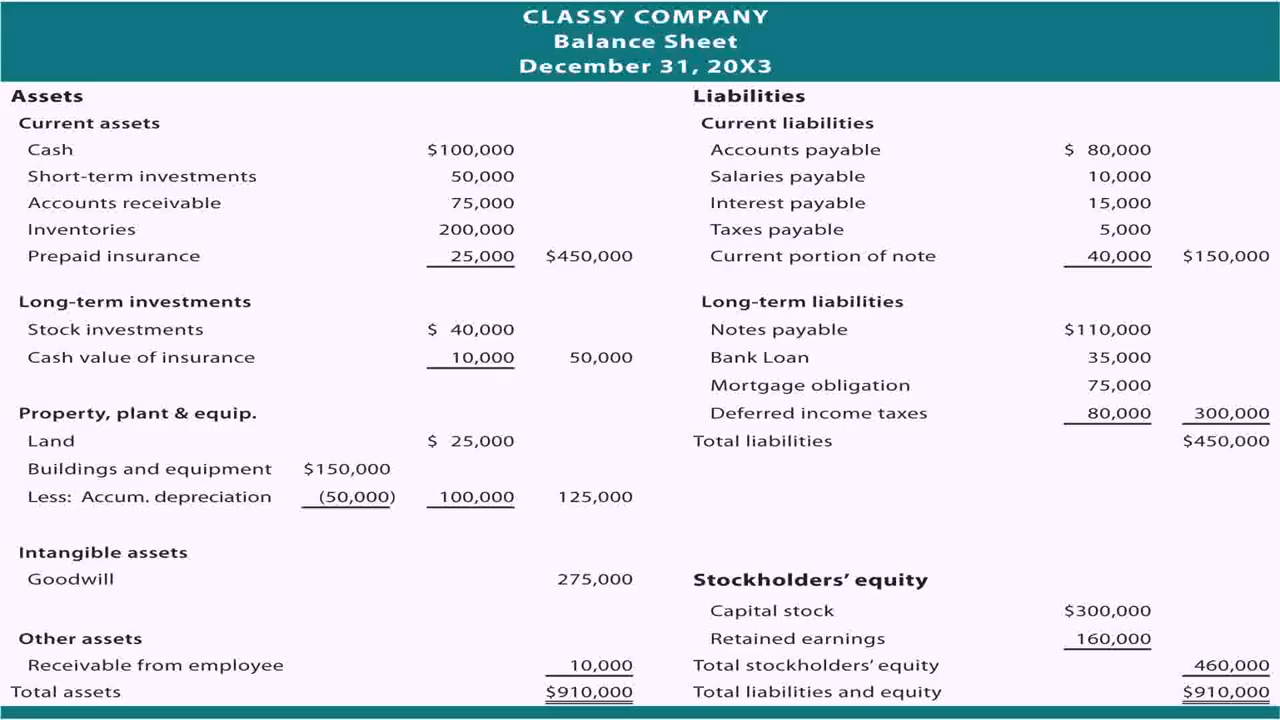 CLASSY COMPANY
Balance Sheet
December 31, 20X3
Assets
Current assets
Cash $100,000
Short-term investments 50,000
Accounts receivable 75,000
Inventories 200,000
Prepaid insurance 25,000 $450,000
Long-term investments
Stock investments $ 40,000
Cash value of insurance 10,000 50,000
Property, plant & equip.
Land $ 25,000
Buildings and equipment $150,000
Less: Accum. depreciation (50,000) 100,000 125,000
Intangible assets
Goodwill 275,000
Other assets
Receivable from employee 10,000
Total assets $910,000
Liabilities
Current liabilities
Accounts payable $ 80,000
Salaries payable 10,000
Interest payable 15,000
Taxes payable 5,000
Current portion of note 40,000 $150,000
Long-term liabilities
Notes payable $110,000
Bank Loan 35,000
Mortgage obligation 75,000
Deferred income taxes 80,000 300,000
Total liabilities $450,000
Stockholders’ equity
Capital stock $300,000
Retained earnings 160,000
Total stockholders’ equity 460,000
Total liabilities and equity $910,000